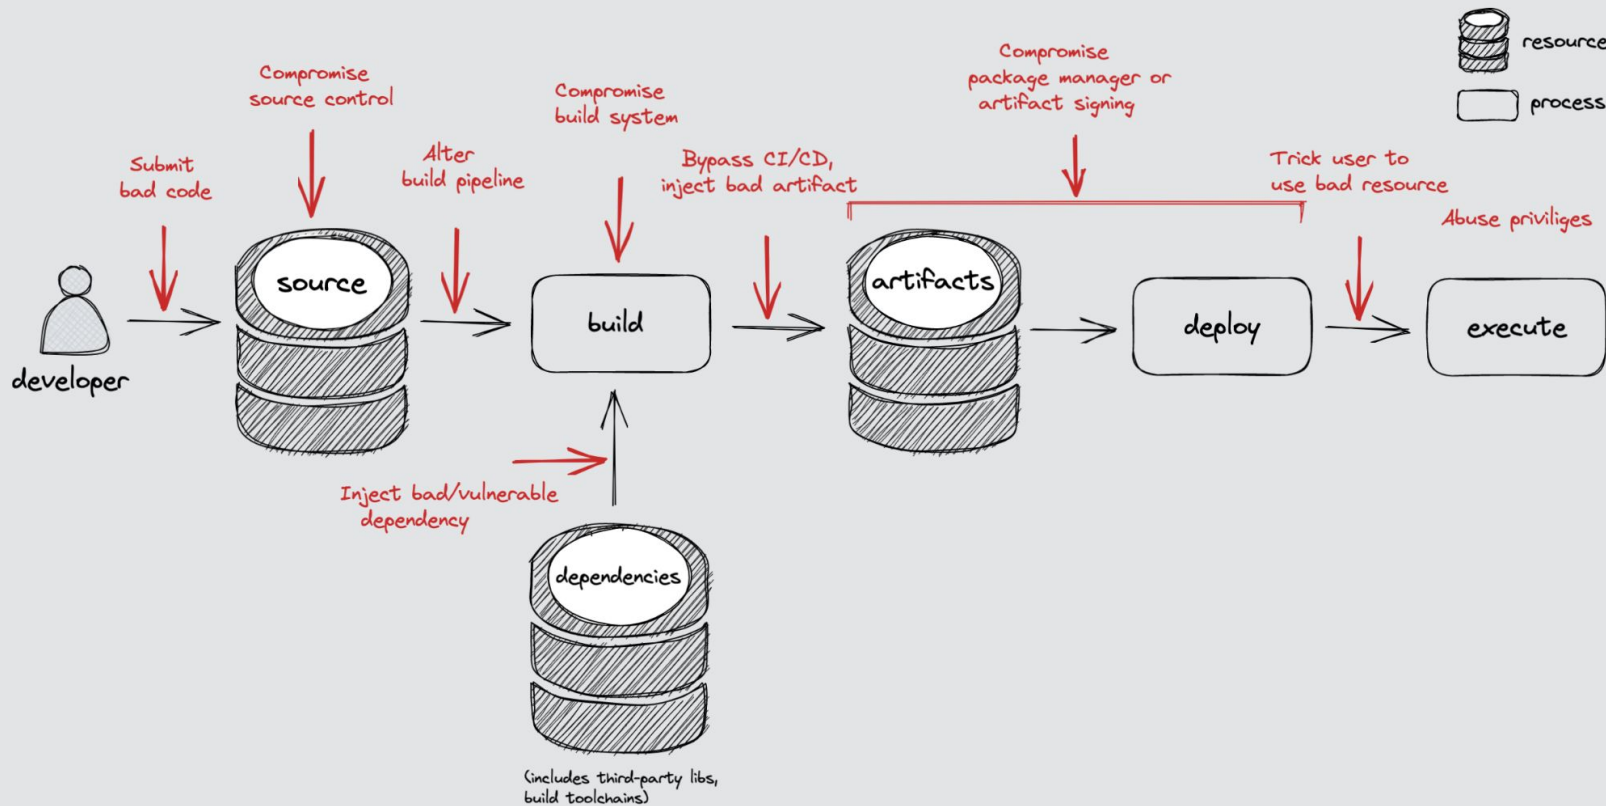 resource
process
Compromise
source control
Compromise
build system
Compromise
package manager or
artifact signing
Submit
bad code
Alter
build pipeline
Bypass CI/CD,
inject bad artifact
Trick user to
use bad resource
Abuse priviliges
developer
source
build
artifacts
deploy
execute
Inject bad/vulnerable
dependency
dependencies
(includes third-party libs,
build toolchains)